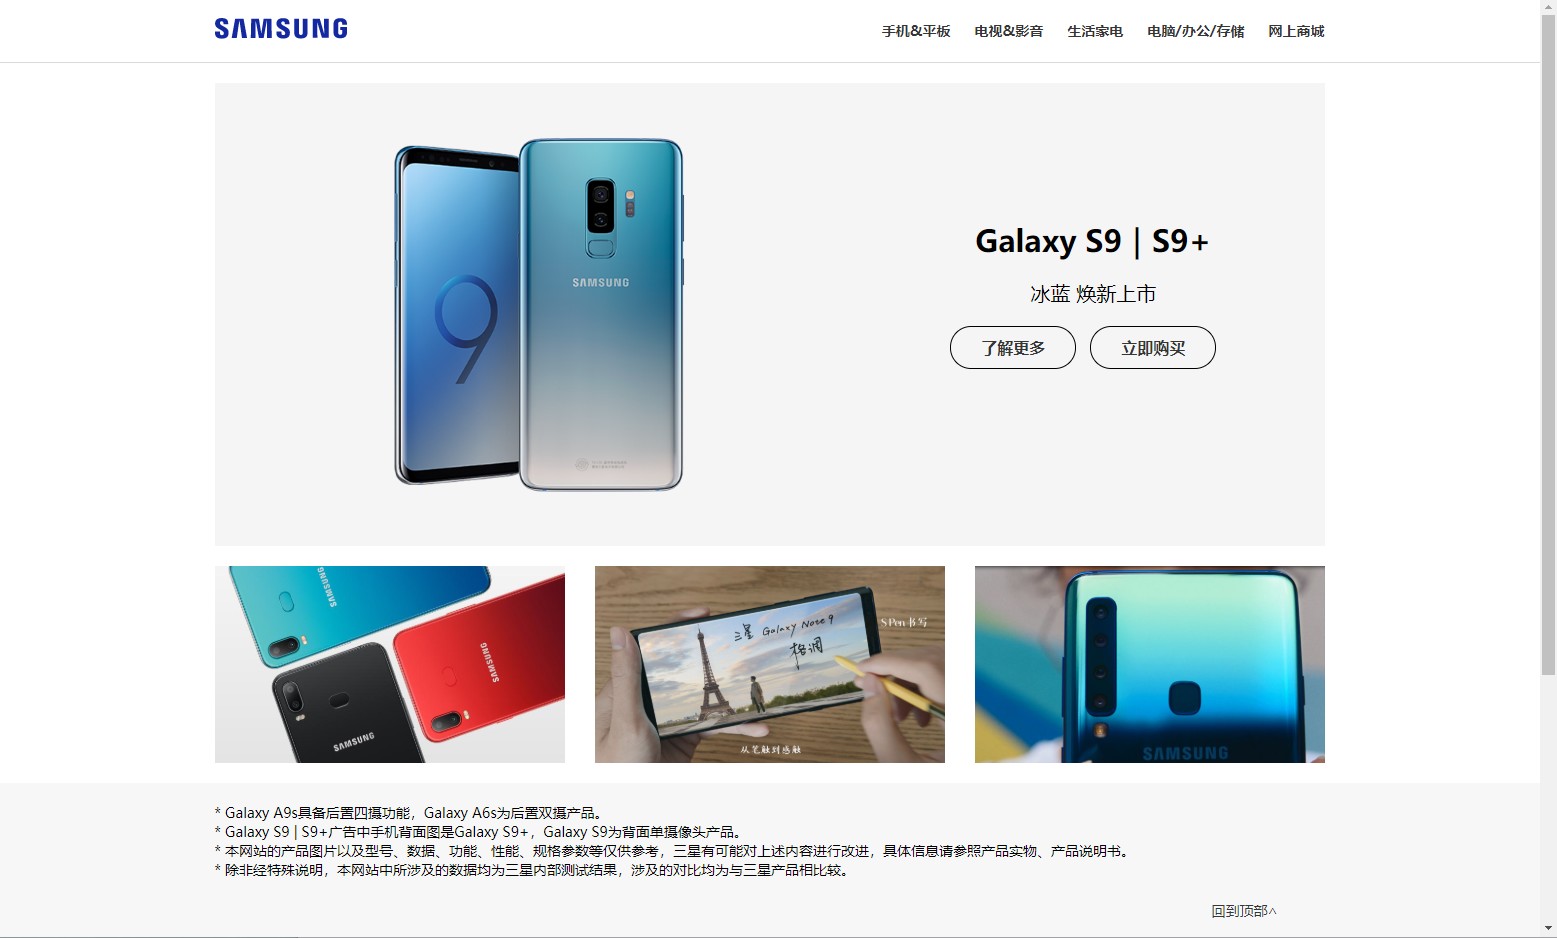 SAMSUNG
手机&平板 电视&影音 生活家电 电脑/办公/存储 网上商城
9
SAMSUNG
Galaxy S9 | S9+
冰蓝 焕新上市
了解更多 立即购买
SAMSUNG
SAMSUNG
SAMSUNG
三星 Galaxy Note 9
格调
S Pen 书写
从笔触到感触
SAMSUNG
* Galaxy A9s具备后置四摄功能，Galaxy A6s为后置双摄产品。
* Galaxy S9 | S9+广告中手机背面图是Galaxy S9+，Galaxy S9为背面单摄像头产品。
* 本网站的产品图片以及型号、数据、功能、性能、规格参数等仅供参考，三星有可能对上述内容进行改进，具体信息请参照产品实物、产品说明书。
* 除非经特殊说明，本网站中所涉及的数据均为三星内部测试结果，涉及的对比均为与三星产品相比较。
回到顶部^